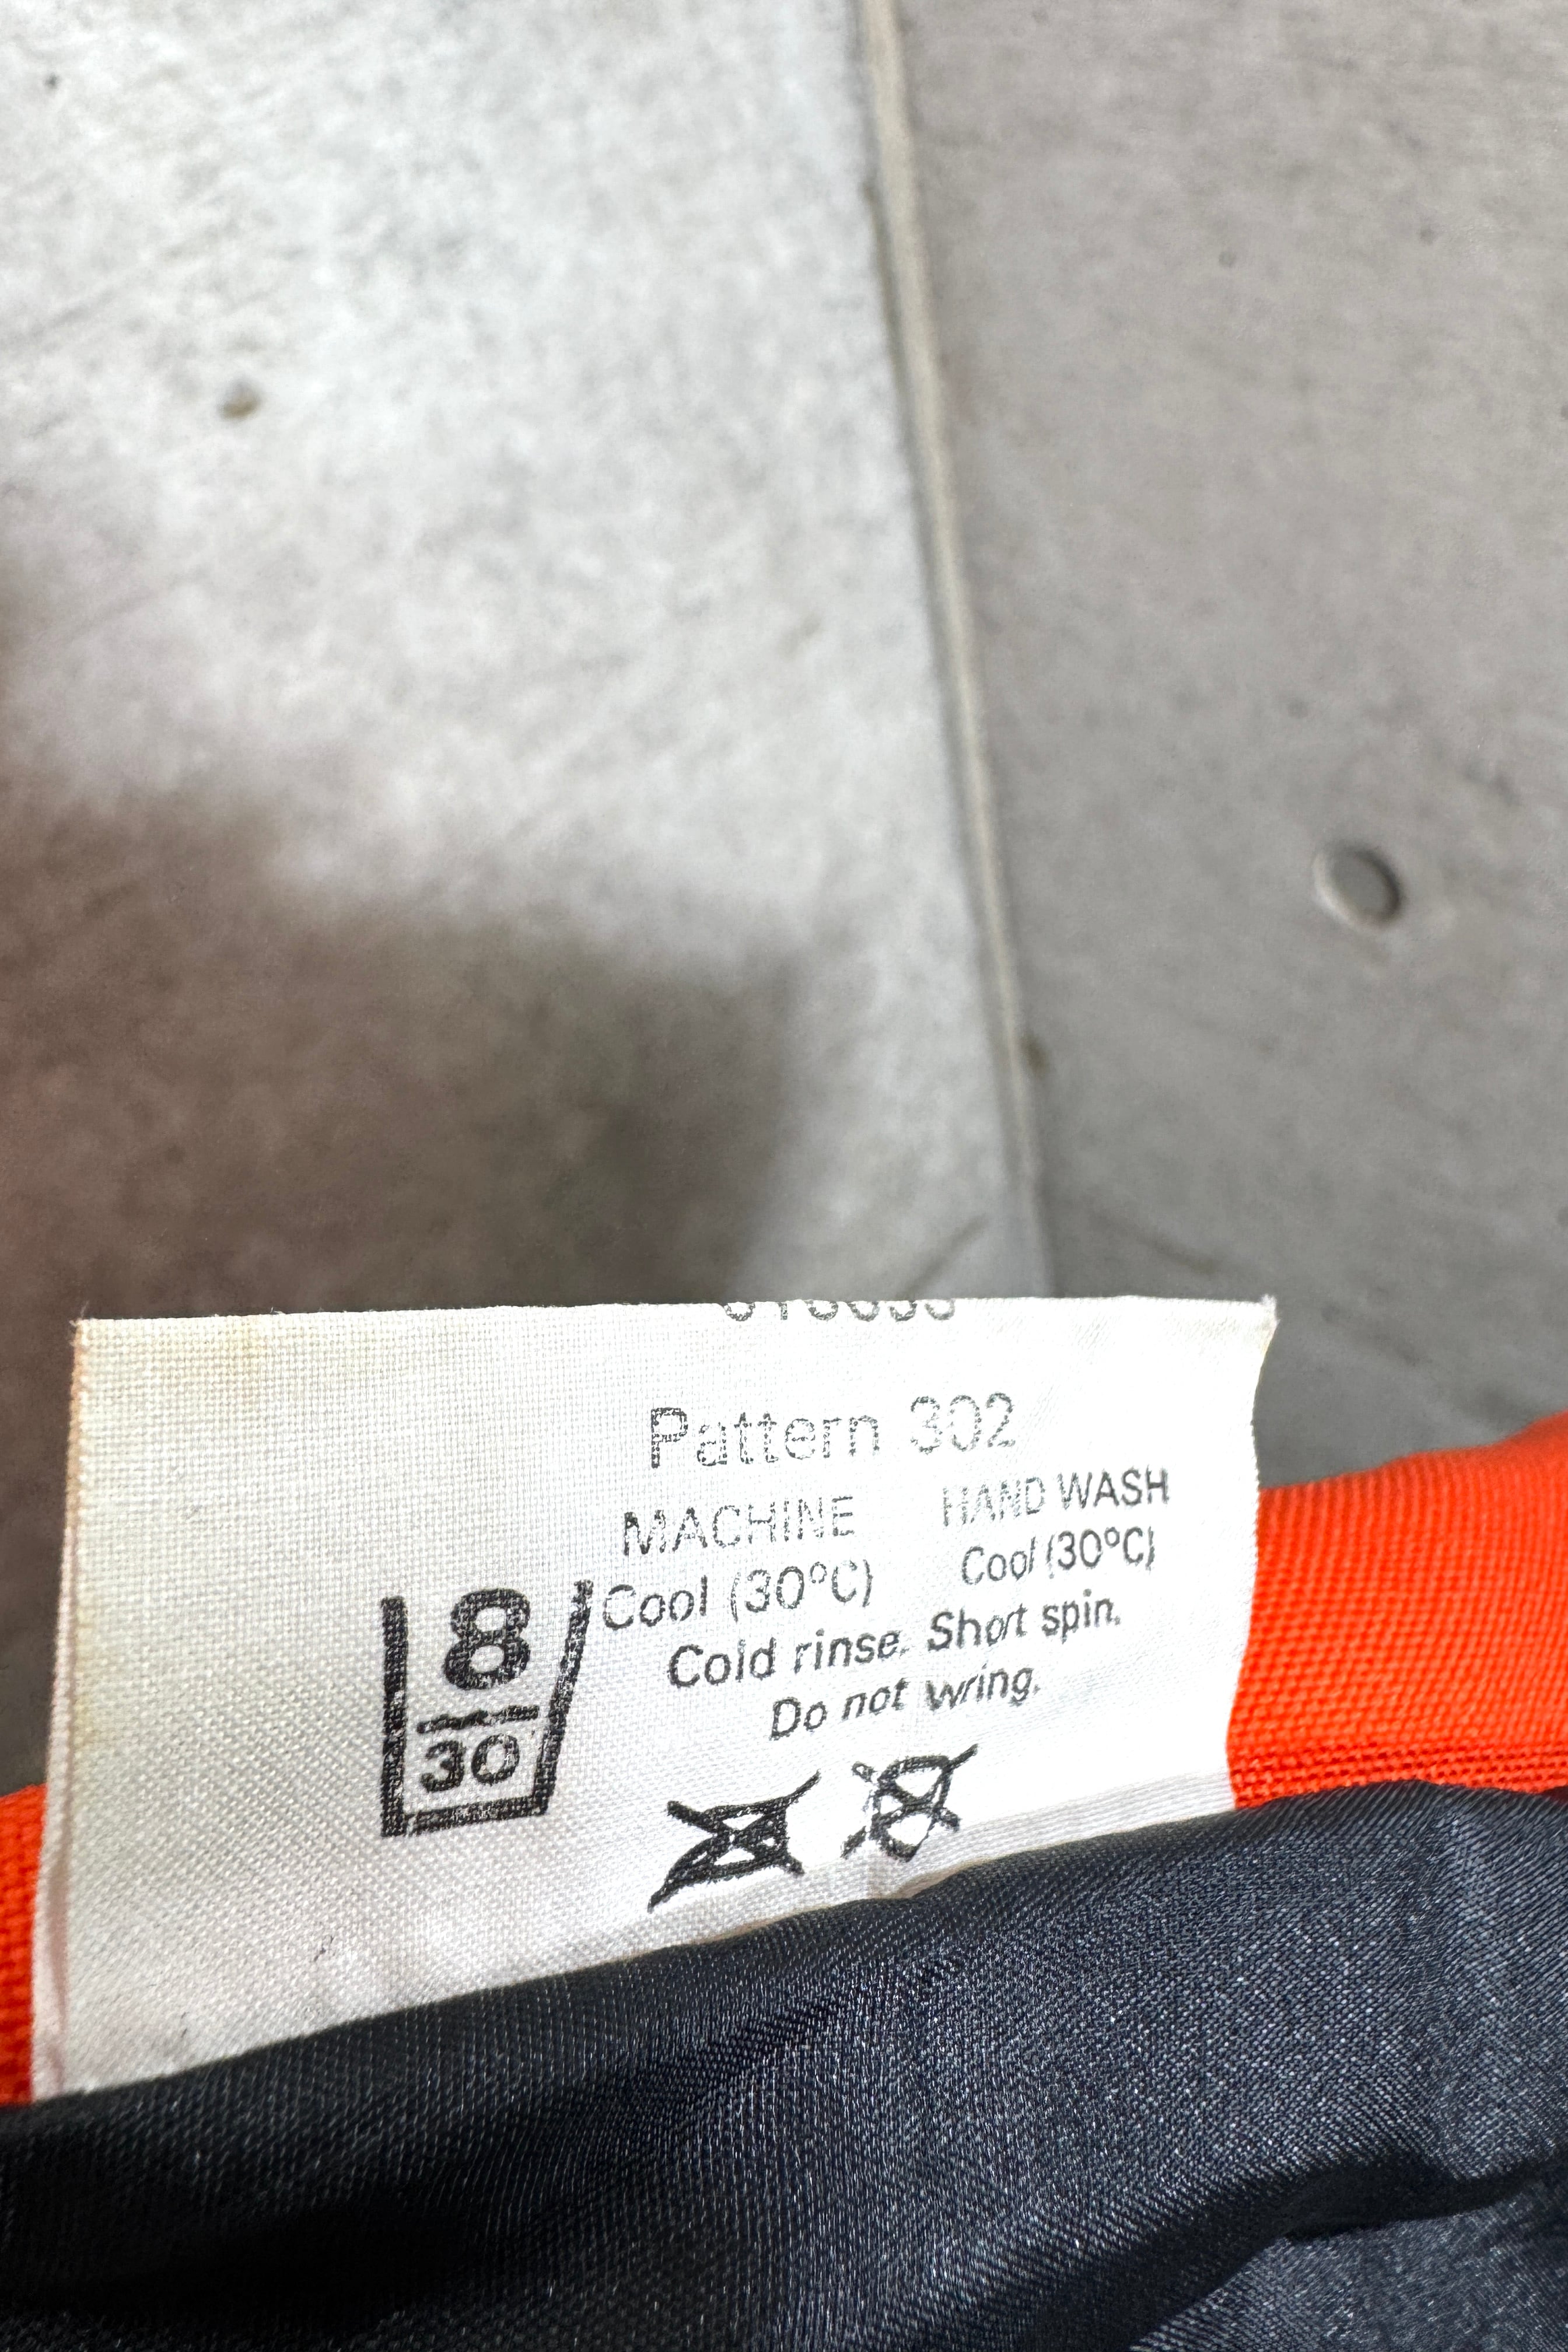 Pattern 302
MACHINE HAND WASH
8 Cool (30°C) Cool (30°C)
Cold rinse. Short spin.
30 Do not wring.